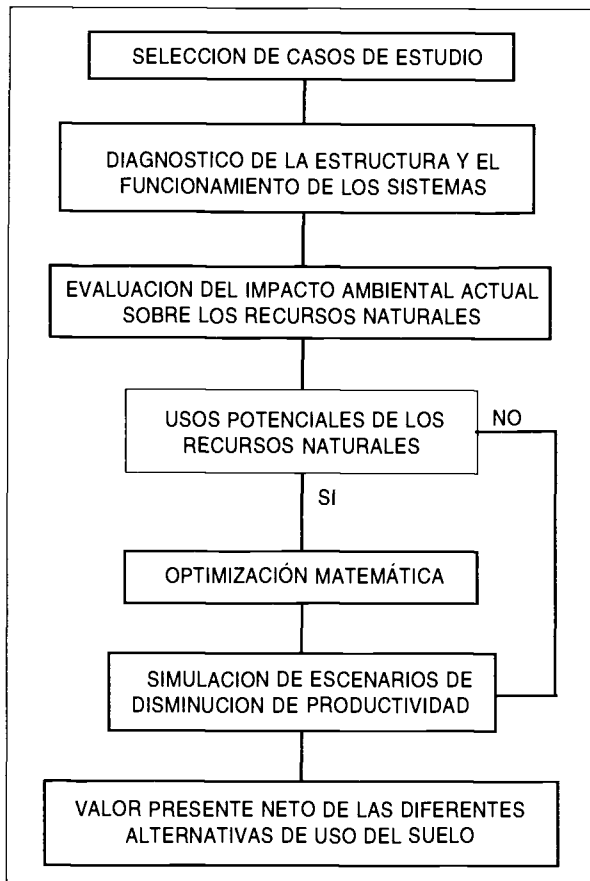 SELECCION DE CASOS DE ESTUDIO
DIAGNOSTICO DE LA ESTRUCTURA Y EL
FUNCIONAMIENTO DE LOS SISTEMAS
EVALUACION DEL IMPACTO AMBIENTAL ACTUAL
SOBRE LOS RECURSOS NATURALES
USOS POTENCIALES DE LOS
RECURSOS NATURALES
NO
SI
OPTIMIZACIÓN MATEMÁTICA
SIMULACION DE ESCENARIOS DE
DISMINUCION DE PRODUCTIVIDAD
VALOR PRESENTE NETO DE LAS DIFERENTES
ALTERNATIVAS DE USO DEL SUELO